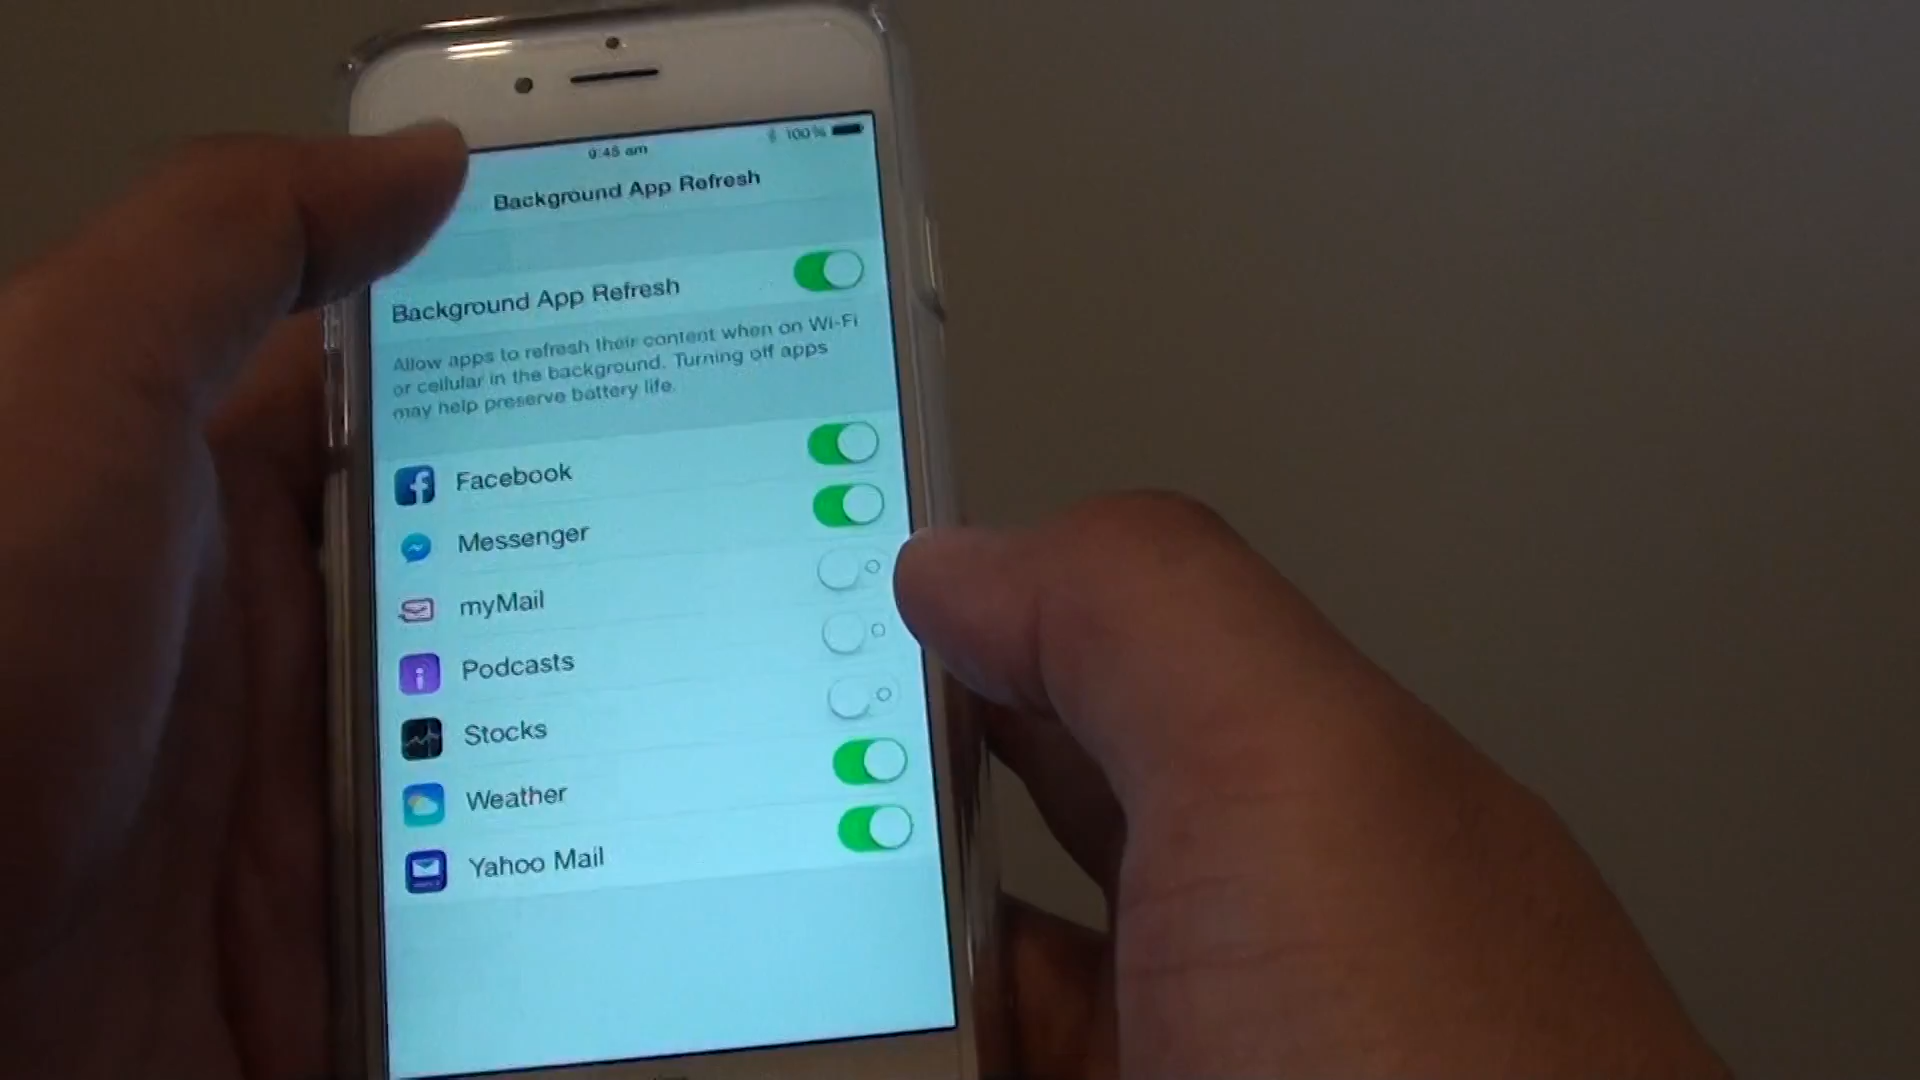 100%
9:45 am
Background App Refresh
Background App Refresh
Allow apps to refresh their content when on Wi-Fi
or cellular in the background. Turning off apps
may help preserve battery life.
Facebook
Messenger
myMail
Podcasts
Stocks
Weather
Yahoo Mail